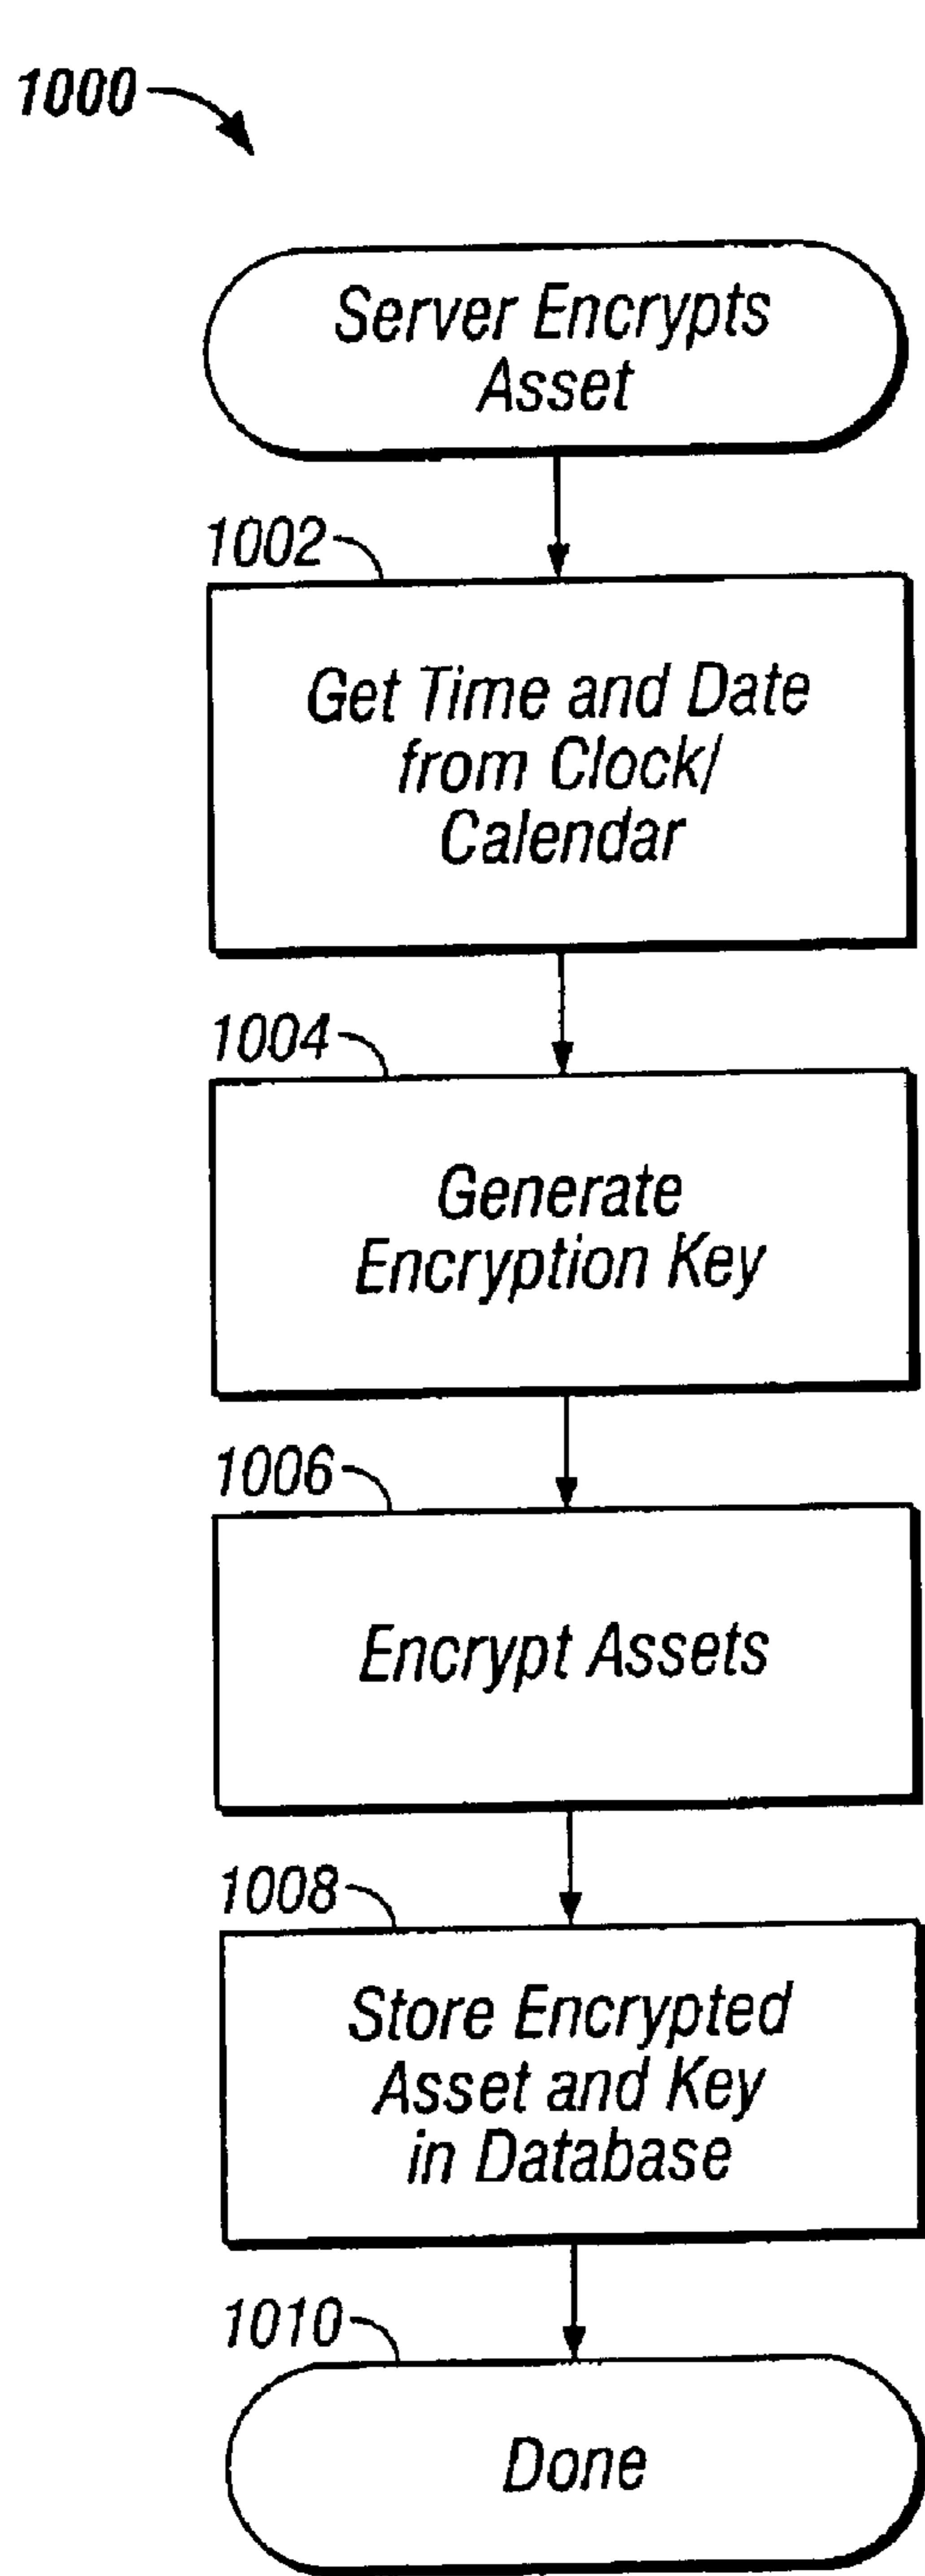 1000
Server Encrypts
Asset
1002
Get Time and Date
from Clock/
Calendar
1004
Generate
Encryption Key
1006
Encrypt Assets
1008
Store Encrypted
Asset and Key
in Database
1010
Done